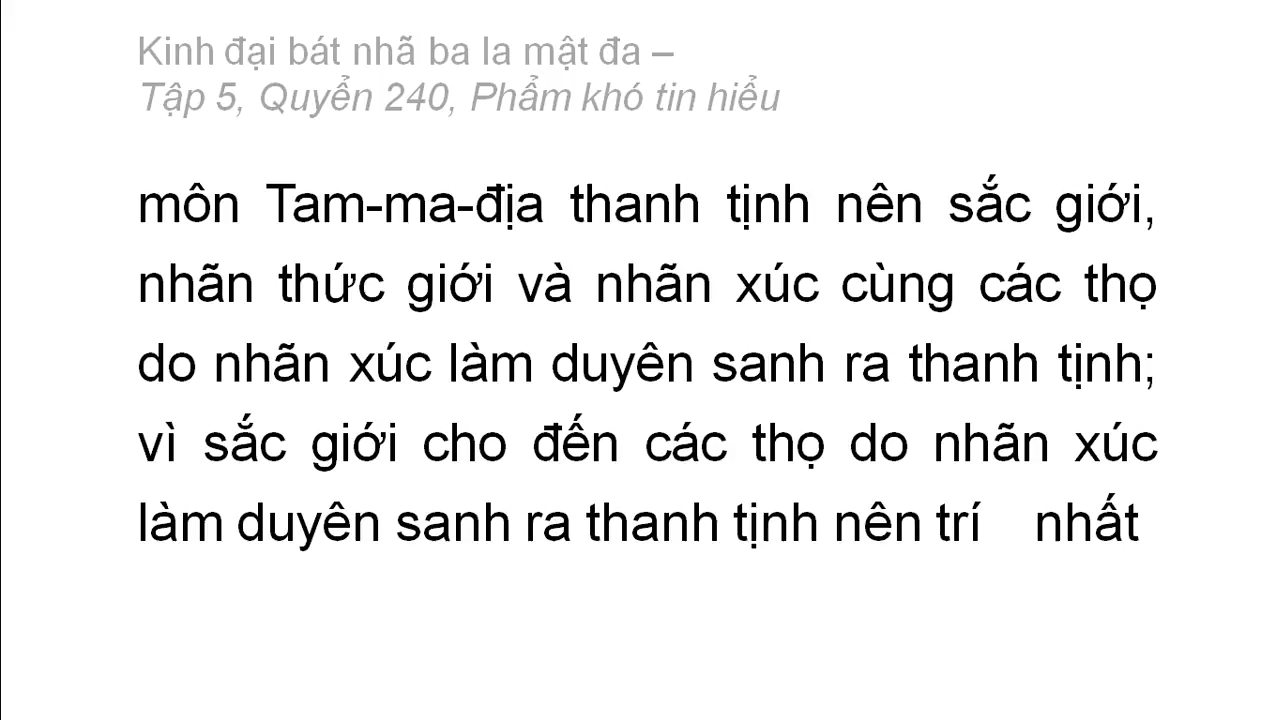 Kinh đại bát nhã ba la mật đa –
Tập 5, Quyển 240, Phẩm khó tin hiểu
môn Tam-ma-địa thanh tịnh nên sắc giới,
nhãn thức giới và nhãn xúc cùng các thọ
do nhãn xúc làm duyên sanh ra thanh tịnh;
vì sắc giới cho đến các thọ do nhãn xúc
làm duyên sanh ra thanh tịnh nên trí nhất